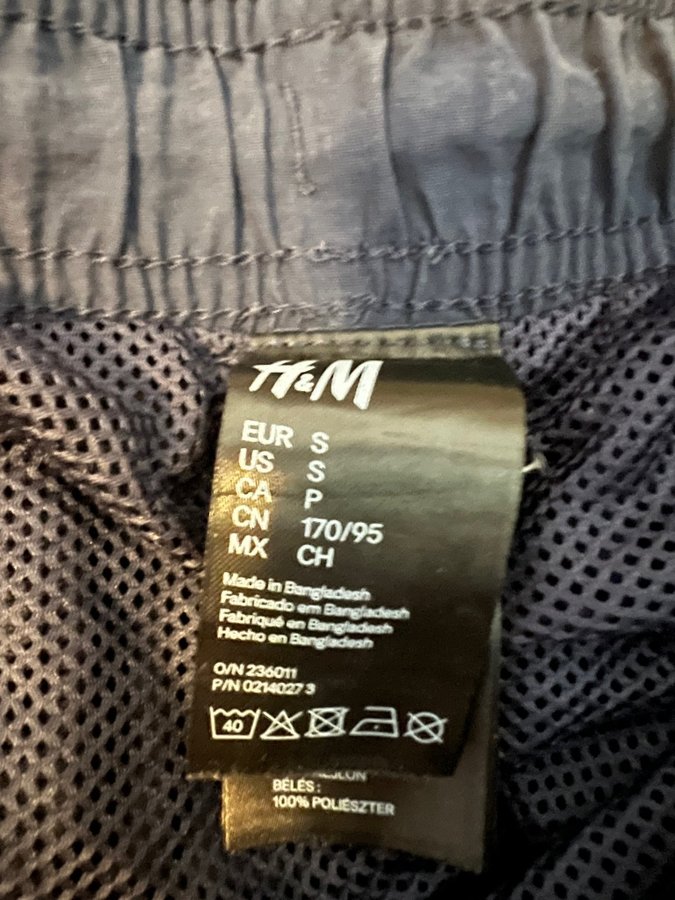 H&M
EUR S
US S
CA P
CN 170/95
MX CH
Made in Bangladesh
Fabricado em Bangladesh
Fabriqué en Bangladesh
Hecho en Bangladesh
O/N 236011
P/N 0214027 3
40
BÉLÉS:
100% POLIÉSZTER